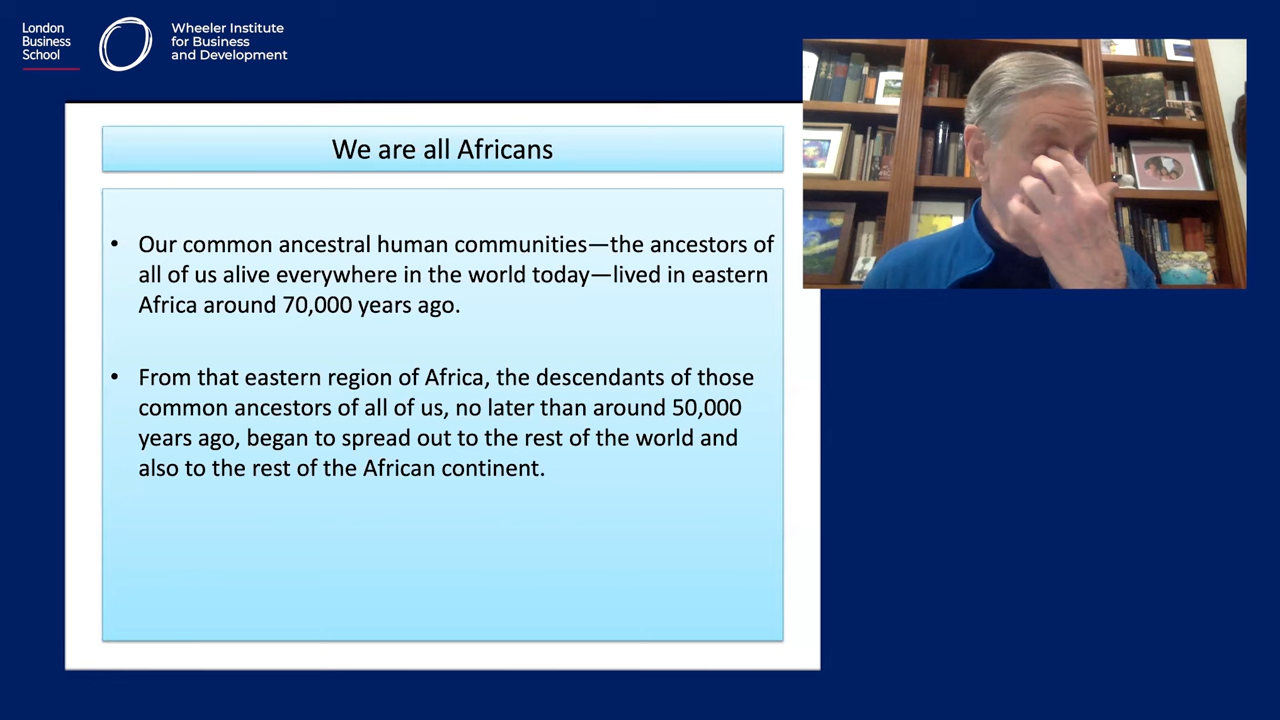 London
Business
School
Wheeler Institute
for Business
and Development
We are all Africans
• Our common ancestral human communities—the ancestors of
all of us alive everywhere in the world today—lived in eastern
Africa around 70,000 years ago.
• From that eastern region of Africa, the descendants of those
common ancestors of all of us, no later than around 50,000
years ago, began to spread out to the rest of the world and
also to the rest of the African continent.